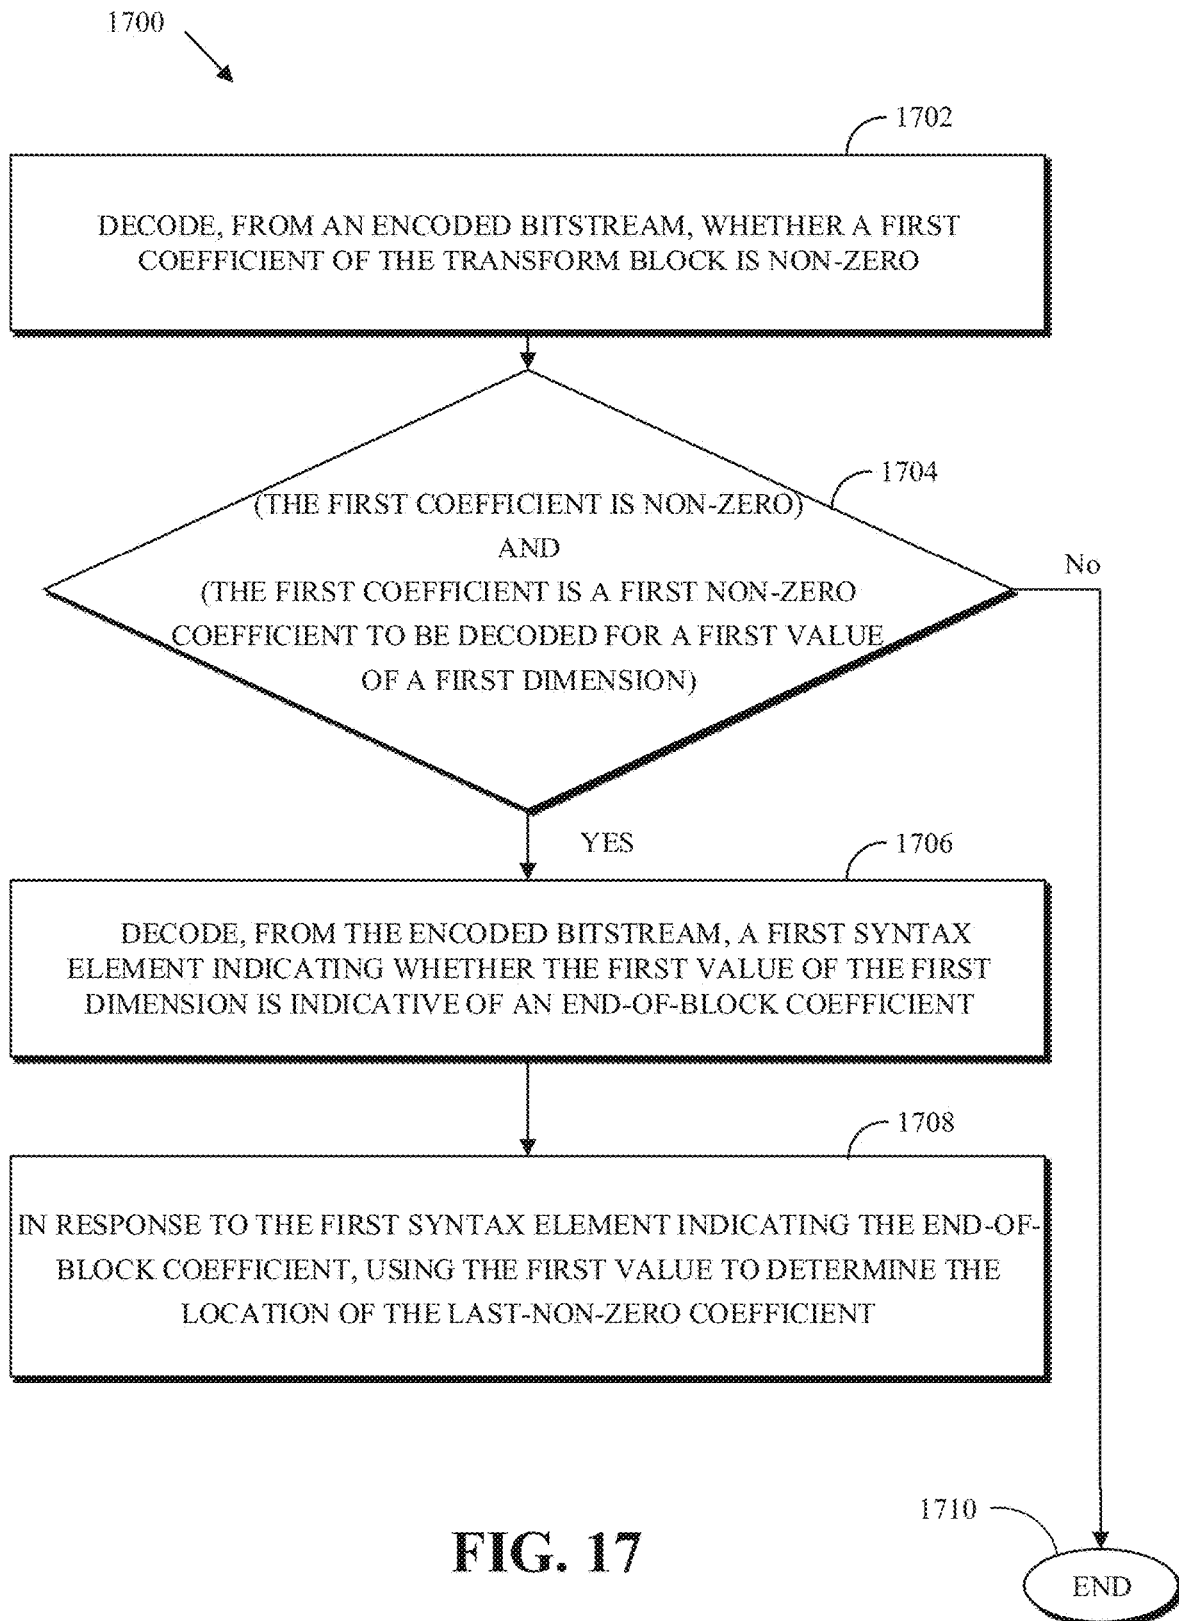 1700
1702
DECODE, FROM AN ENCODED BITSTREAM, WHETHER A FIRST
COEFFICIENT OF THE TRANSFORM BLOCK IS NON-ZERO
1704
(THE FIRST COEFFICIENT IS NON-ZERO)
AND
(THE FIRST COEFFICIENT IS A FIRST NON-ZERO
COEFFICIENT TO BE DECODED FOR A FIRST VALUE
OF A FIRST DIMENSION)
No
YES
1706
DECODE, FROM THE ENCODED BITSTREAM, A FIRST SYNTAX
ELEMENT INDICATING WHETHER THE FIRST VALUE OF THE FIRST
DIMENSION IS INDICATIVE OF AN END-OF-BLOCK COEFFICIENT
1708
IN RESPONSE TO THE FIRST SYNTAX ELEMENT INDICATING THE END-OF-
BLOCK COEFFICIENT, USING THE FIRST VALUE TO DETERMINE THE
LOCATION OF THE LAST-NON-ZERO COEFFICIENT
1710
END
FIG. 17